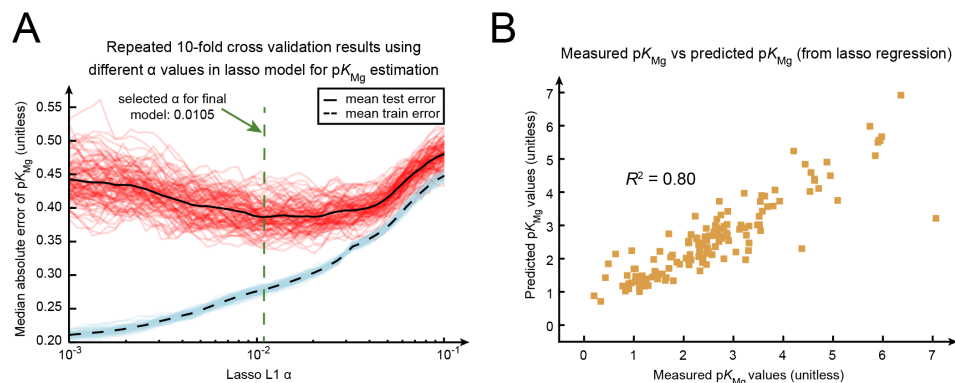 A
Repeated 10-fold cross validation results using
different α values in lasso model for pKMg estimation
selected α for final
model: 0.0105
mean test error
mean train error
Median absolute error of pKMg (unitless)
0.55
0.50
0.45
0.40
0.35
0.30
0.25
0.20
10-3
10-2
10-1
Lasso L1 α
B
Measured pKMg vs predicted pKMg (from lasso regression)
R2 = 0.80
Predicted pKMg values (unitless)
7
6
5
4
3
2
1
0
0 1 2 3 4 5 6 7
Measured pKMg values (unitless)